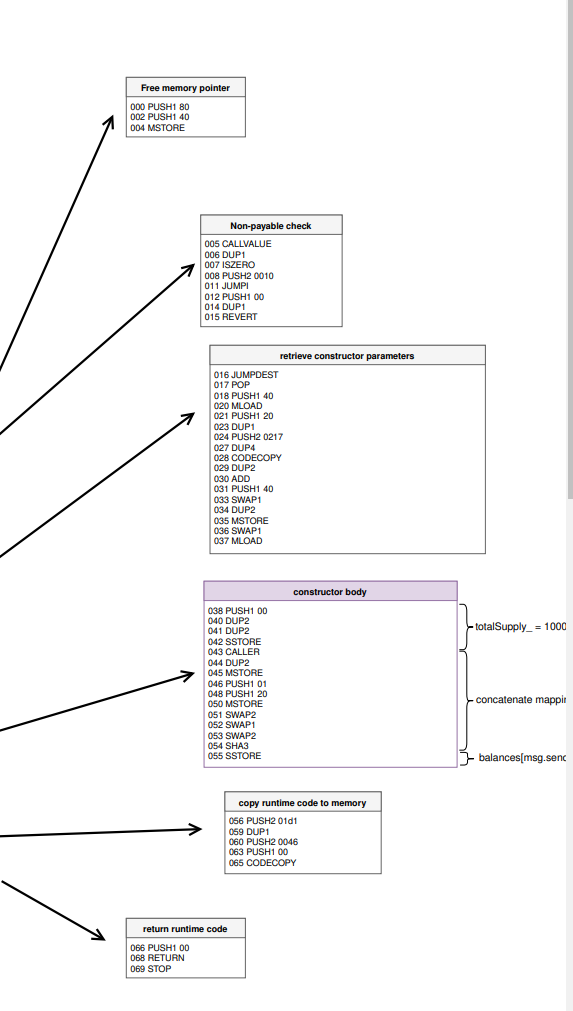 Free memory pointer
000 PUSH1 80
002 PUSH1 40
004 MSTORE
Non-payable check
005 CALLVALUE
006 DUP1
007 ISZERO
008 PUSH2 0010
011 JUMPI
012 PUSH1 00
014 DUP1
015 REVERT
retrieve constructor parameters
016 JUMPDEST
017 POP
018 PUSH1 40
020 MLOAD
021 PUSH1 20
023 DUP1
024 PUSH2 0217
027 DUP4
028 CODECOPY
029 DUP2
030 ADD
031 PUSH1 40
033 SWAP1
034 DUP2
035 MSTORE
036 SWAP1
037 MLOAD
constructor body
038 PUSH1 00
040 DUP2
041 DUP2
042 SSTORE
043 CALLER
044 DUP2
045 MSTORE
046 PUSH1 01
048 PUSH1 20
050 MSTORE
051 SWAP2
052 SWAP1
053 SWAP2
054 SHA3
055 SSTORE
totalSupply_ = 1000
concatenate mappin
balances[msg.send
copy runtime code to memory
056 PUSH2 01d1
059 DUP1
060 PUSH2 0046
063 PUSH1 00
065 CODECOPY
return runtime code
066 PUSH1 00
068 RETURN
069 STOP